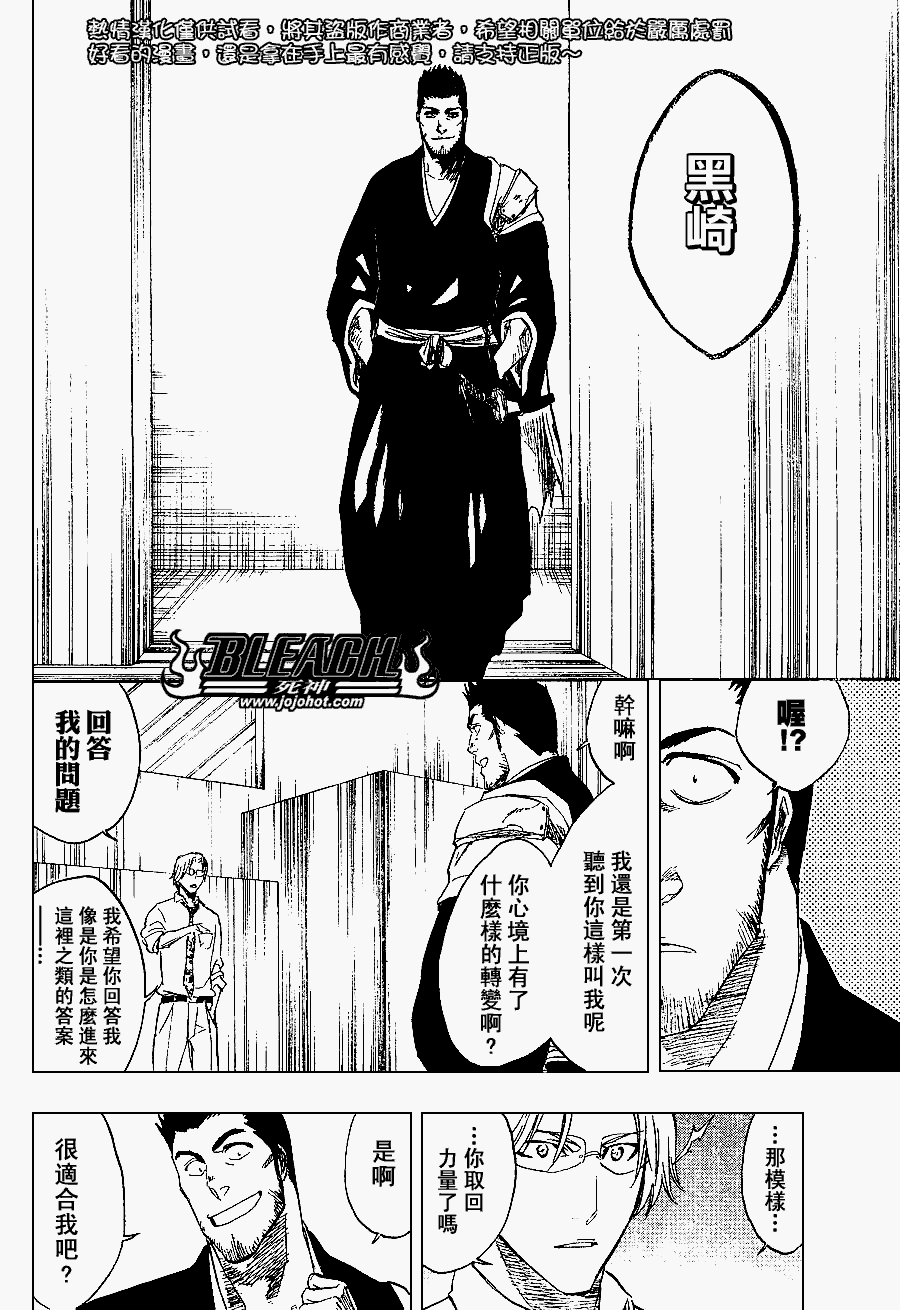 熱情漢化僅供試看，將其盜版作商業者，希望相關單位給於嚴厲處罰
好看的漫畫，還是拿在手上最有感覺，請支持正版～
黑崎
BLEACH
死神
www.jojohot.com
喔!?
幹嘛啊
我還是第一次
聽到你這樣叫我呢
你心境上有了
什麼樣的轉變啊？
回答
我的問題
我希望你回答我
像是你是怎麼進來
這裡之類的答案
——……
…那模樣…
…你取回
力量了嗎
是啊
很適合我吧？